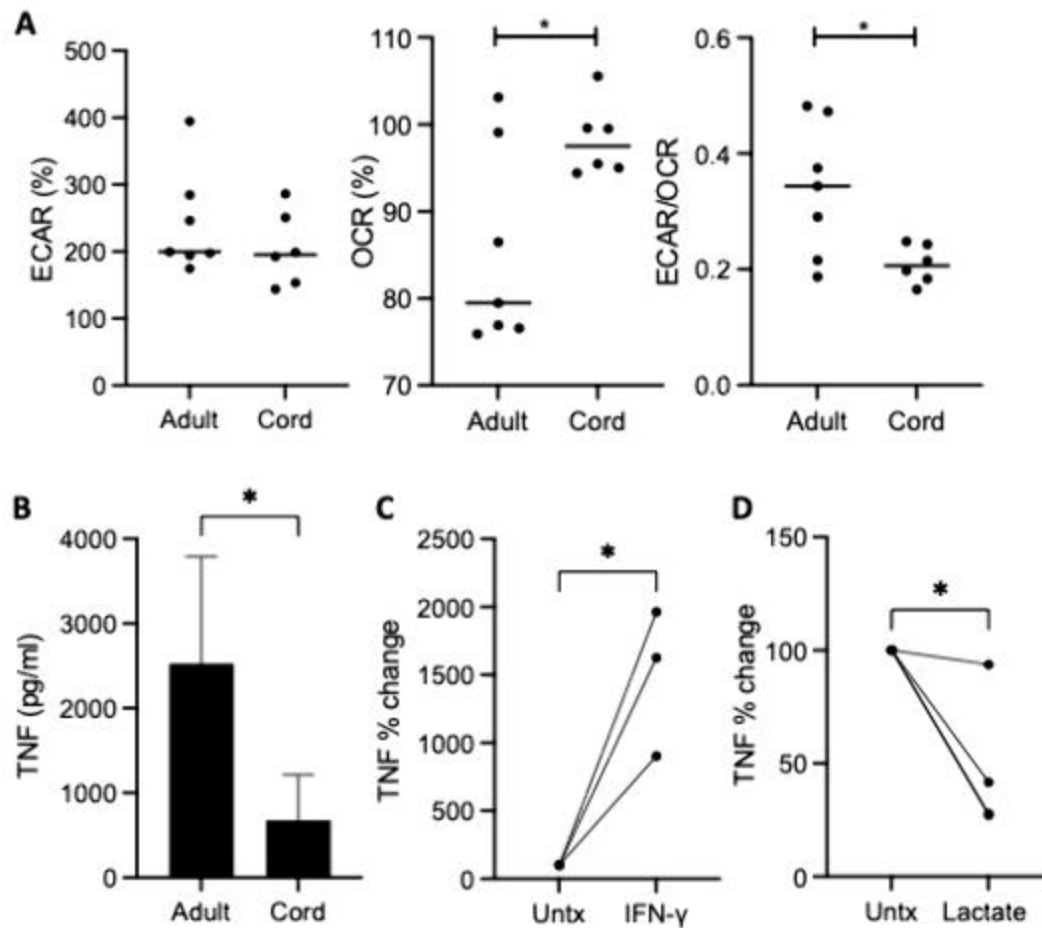 A
ECAR (%)
500
400
300
200
100
0
Adult Cord
OCR (%)
110
100
90
80
70
*
Adult Cord
ECAR/OCR
0.6
0.4
0.2
0.0
*
Adult Cord
B
TNF (pg/ml)
4000
3000
2000
1000
0
*
Adult Cord
C
TNF % change
2500
2000
1500
1000
500
0
*
Untx IFN-γ
D
TNF % change
150
100
50
0
*
Untx Lactate